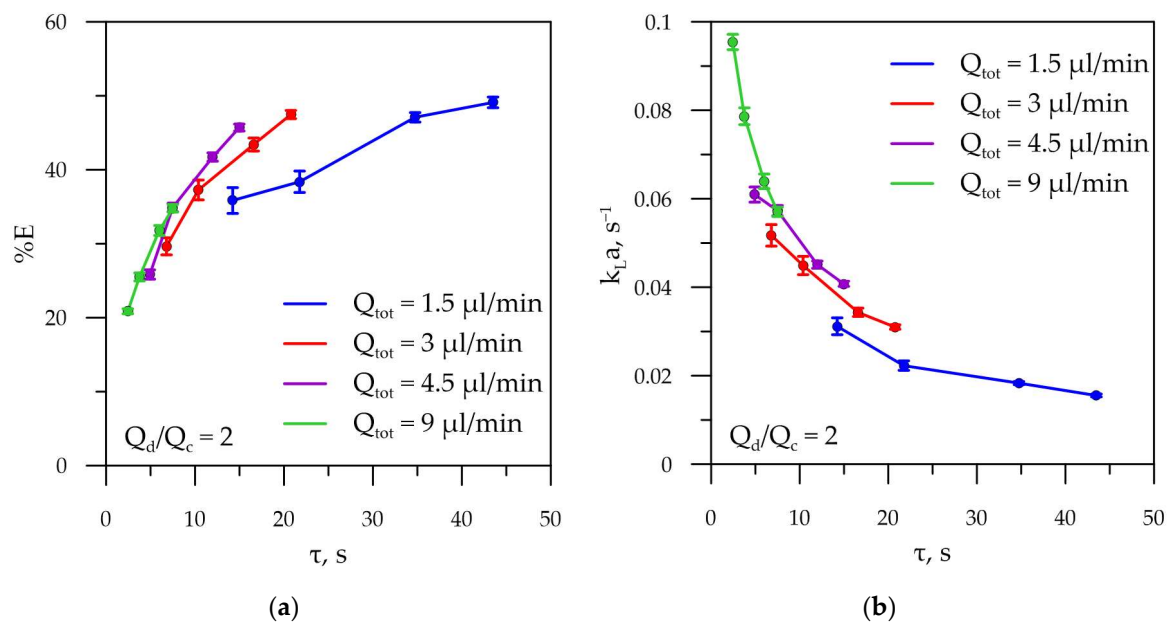 60
40
20
0
%E
Q_tot = 1.5 µl/min
Q_tot = 3 µl/min
Q_tot = 4.5 µl/min
Q_tot = 9 µl/min
Q_d/Q_c = 2
0 10 20 30 40 50
τ, s
(a)
0.1
0.08
0.06
0.04
0.02
0
k_L a, s⁻¹
Q_tot = 1.5 µl/min
Q_tot = 3 µl/min
Q_tot = 4.5 µl/min
Q_tot = 9 µl/min
Q_d/Q_c = 2
0 10 20 30 40 50
τ, s
(b)